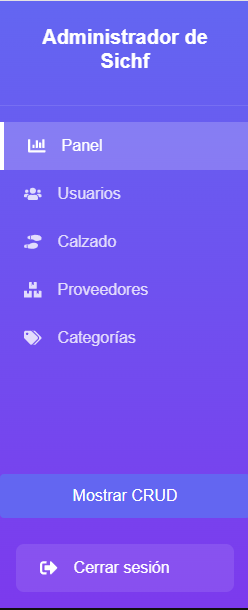 Administrador de
Sichf
Panel
Usuarios
Calzado
Proveedores
Categorías
Mostrar CRUD
Cerrar sesión